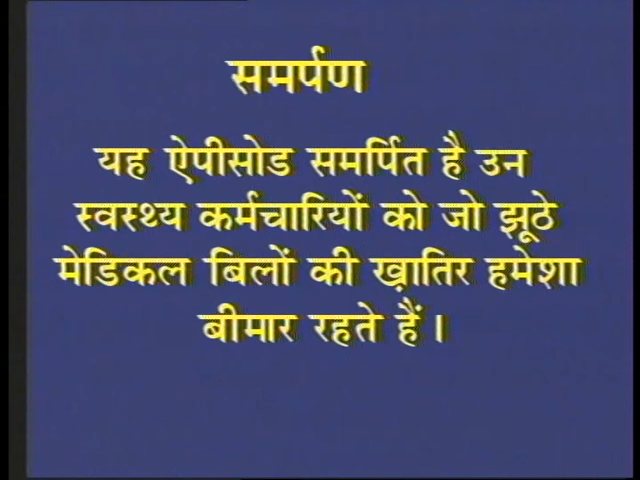 समर्पण
यह ऐपीसोड समर्पित है उन
स्वस्थ्य कर्मचारियों को जो झूठे
मेडिकल बिलों की ख़ातिर हमेशा
बीमार रहते हैं।